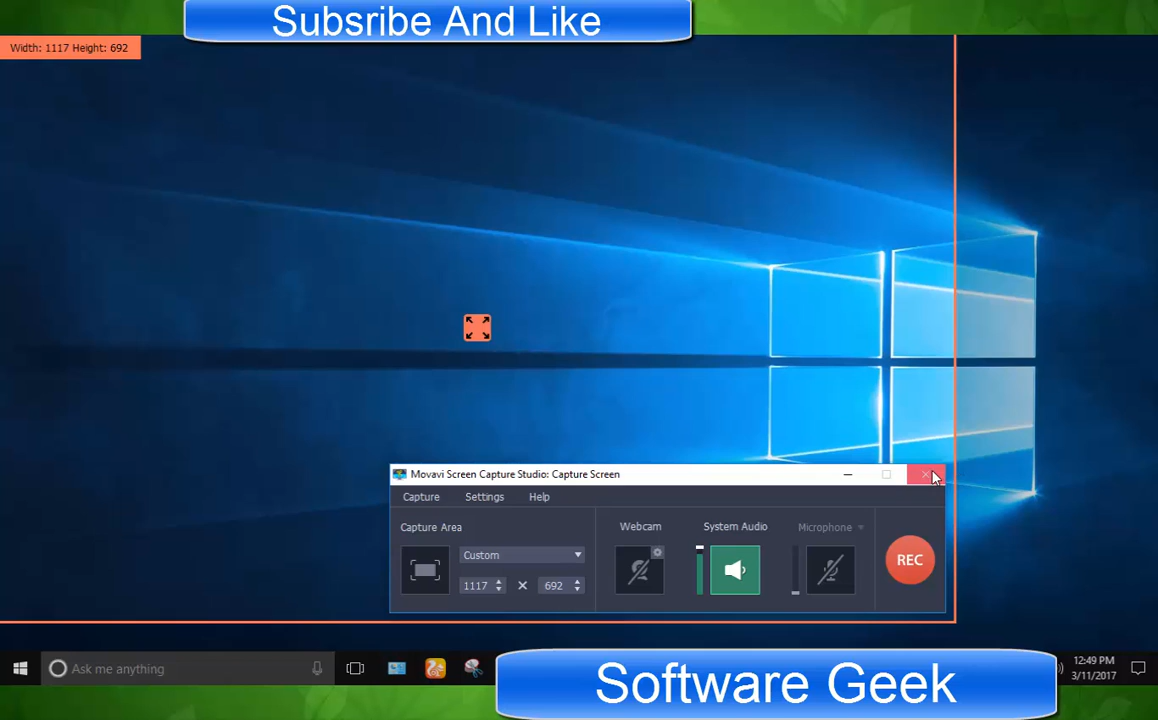 Subsribe And Like
Width: 1117 Height: 692
Movavi Screen Capture Studio: Capture Screen
Capture Settings Help
Capture Area
Custom
1117 × 692
Webcam
System Audio
Microphone
REC
Ask me anything
12:49 PM
3/11/2017
Software Geek